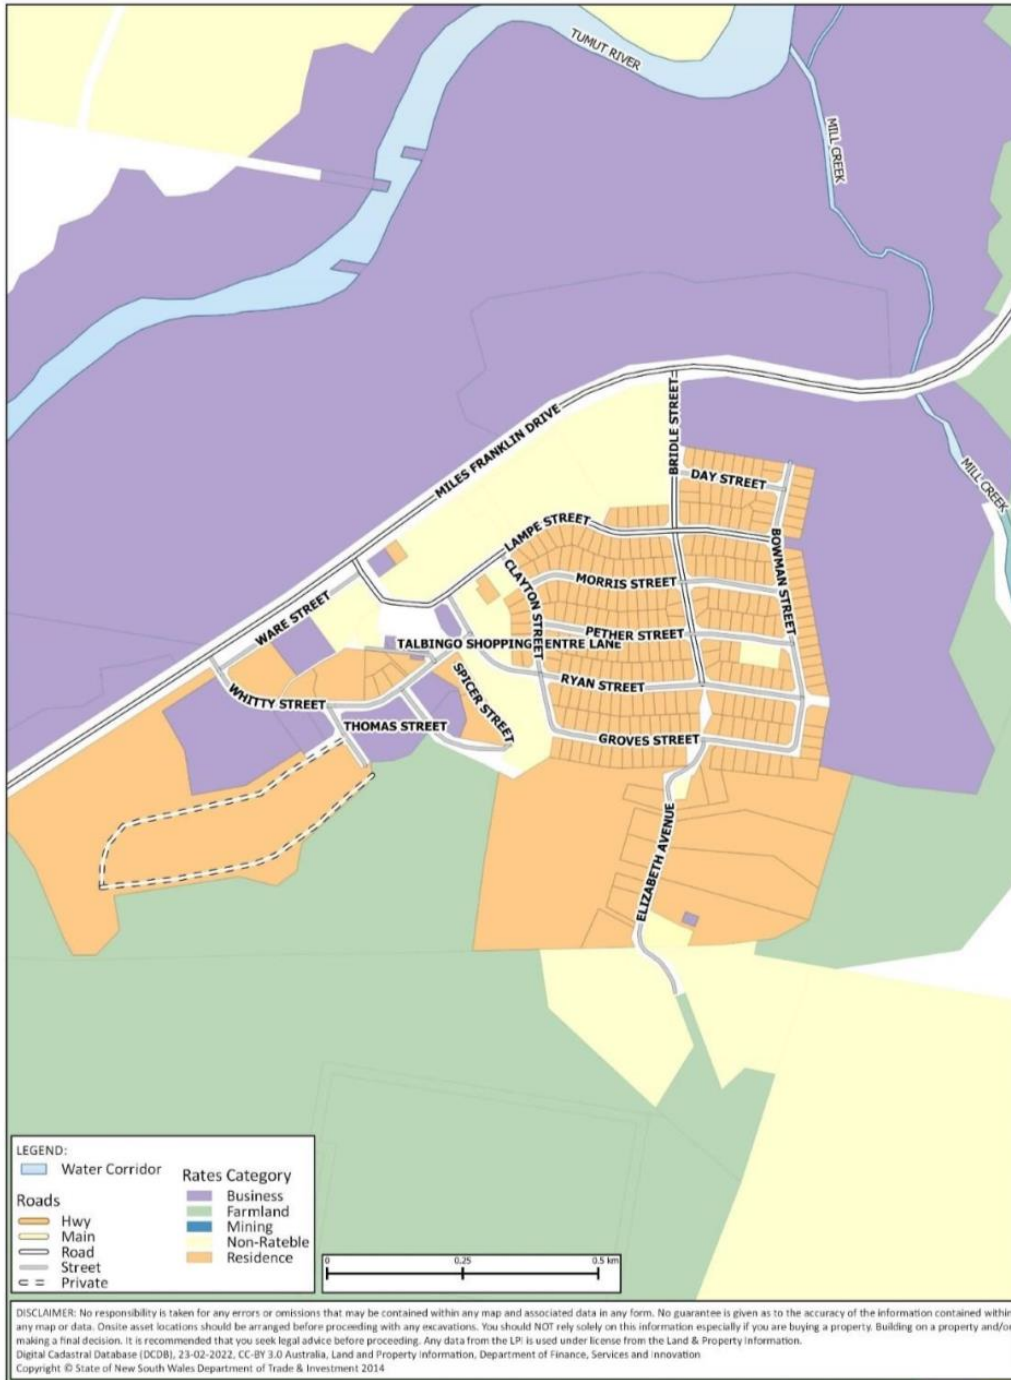 TUMUT RIVER
MILL CREEK
MILES FRANKLIN DRIVE
BRIDLE STREET
DAY STREET
MILL CREEK
LAMPE STREET
BOWMAN STREET
CLAYTON STREET
MORRIS STREET
WARE STREET
PETHER STREET
TALBINGO SHOPPING CENTRE LANE
SPICER STREET
RYAN STREET
WHITTY STREET
THOMAS STREET
GROVES STREET
ELIZABETH AVENUE
LEGEND:
Water Corridor
Roads
Hwy
Main
Road
Street
Private
Rates Category
Business
Farmland
Mining
Non-Rateble
Residence
0 0.25 0.5 km
DISCLAIMER: No responsibility is taken for any errors or omissions that may be contained within any map and associated data in any form. No guarantee is given as to the accuracy of the information contained within
any map or data. Onsite asset locations should be arranged before proceeding with any excavations. You should NOT rely solely on this information especially if you are buying a property. Building on a property and/or
making a final decision. It is recommended that you seek legal advice before proceeding. Any data from the LPI is used under license from the Land & Property Information.
Digital Cadastral Database (DCDB), 23-02-2022, CC-BY 3.0 Australia, Land and Property Information, Department of Finance, Services and Innovation
Copyright © State of New South Wales Department of Trade & Investment 2014